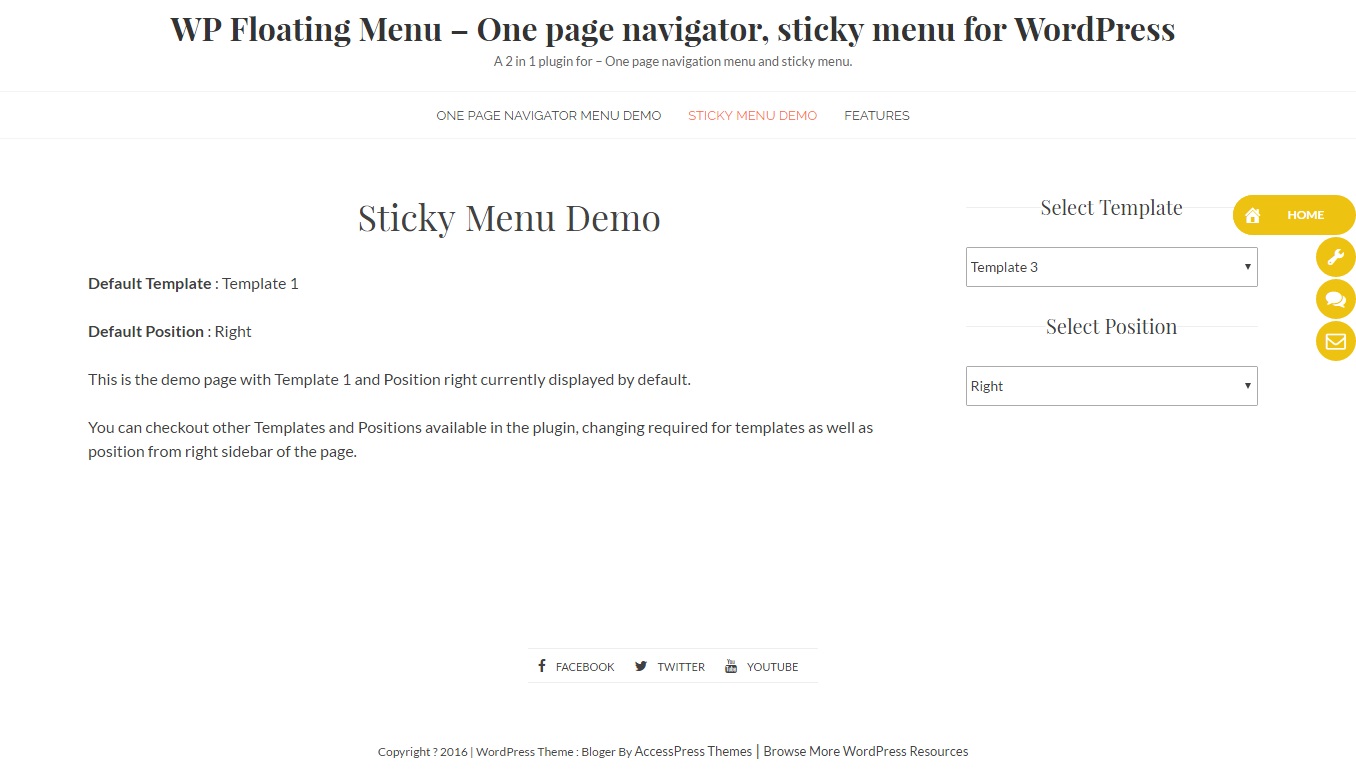 WP Floating Menu – One page navigator, sticky menu for WordPress
A 2 in 1 plugin for – One page navigation menu and sticky menu.
ONE PAGE NAVIGATOR MENU DEMO STICKY MENU DEMO FEATURES
Sticky Menu Demo
Default Template : Template 1
Default Position : Right
This is the demo page with Template 1 and Position right currently displayed by default.
You can checkout other Templates and Positions available in the plugin, changing required for templates as well as
position from right sidebar of the page.
Select Template
Template 3
Select Position
Right
HOME
FACEBOOK TWITTER YOUTUBE
Copyright ? 2016 | WordPress Theme : Bloger By AccessPress Themes | Browse More WordPress Resources